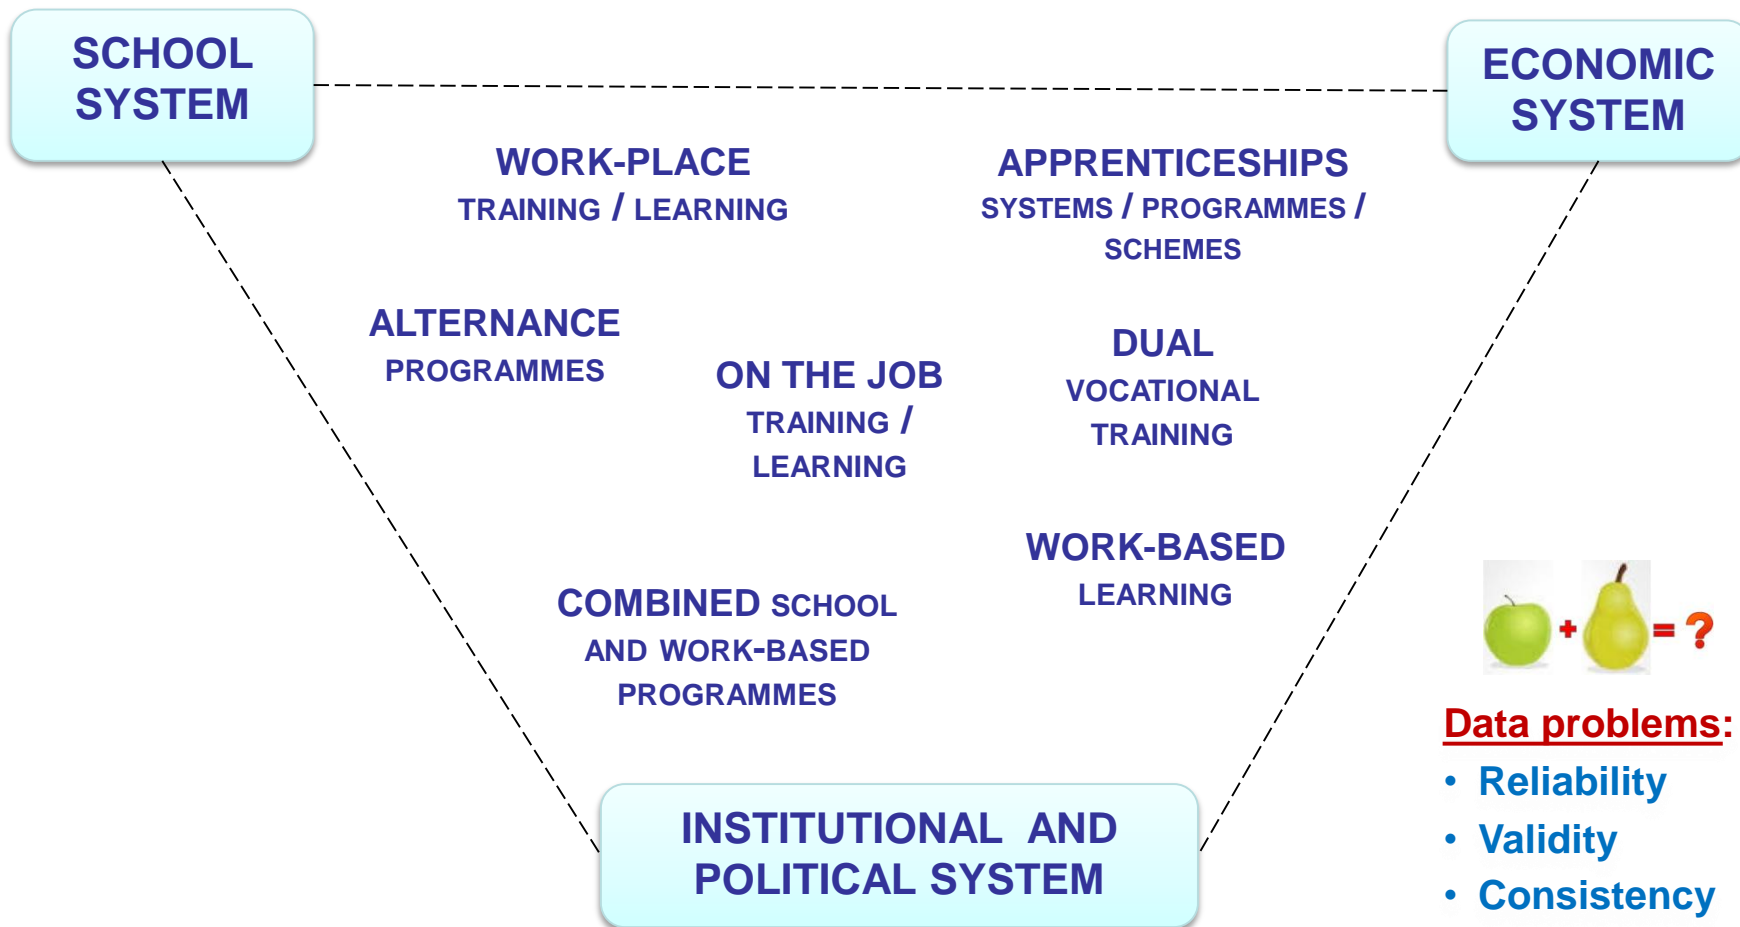 SCHOOL
SYSTEM
ECONOMIC
SYSTEM
WORK-PLACE
TRAINING / LEARNING
APPRENTICESHIPS
SYSTEMS / PROGRAMMES /
SCHEMES
ALTERNANCE
PROGRAMMES
ON THE JOB
TRAINING /
LEARNING
DUAL
VOCATIONAL
TRAINING
WORK-BASED
LEARNING
COMBINED SCHOOL
AND WORK-BASED
PROGRAMMES
+ = ?
INSTITUTIONAL AND
POLITICAL SYSTEM
Data problems:
• Reliability
• Validity
• Consistency